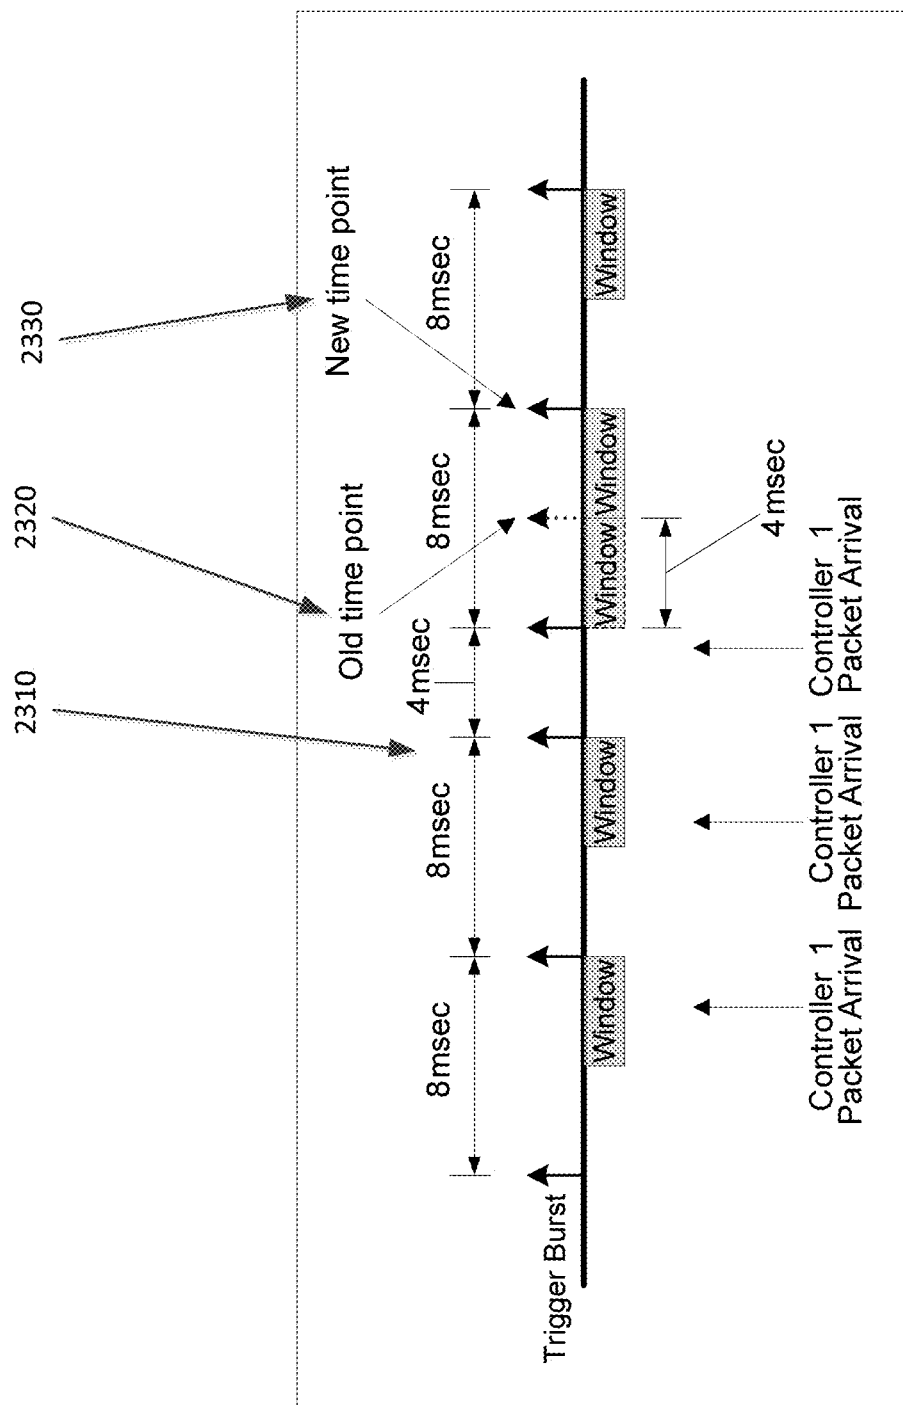 2310
2320
2330
Old time point
New time point
8msec
8msec
4msec
8msec
8msec
Trigger Burst
Window
Window
Window
Window
Window
4msec
Controller 1
Packet Arrival
Controller 1
Packet Arrival
Controller 1
Packet Arrival